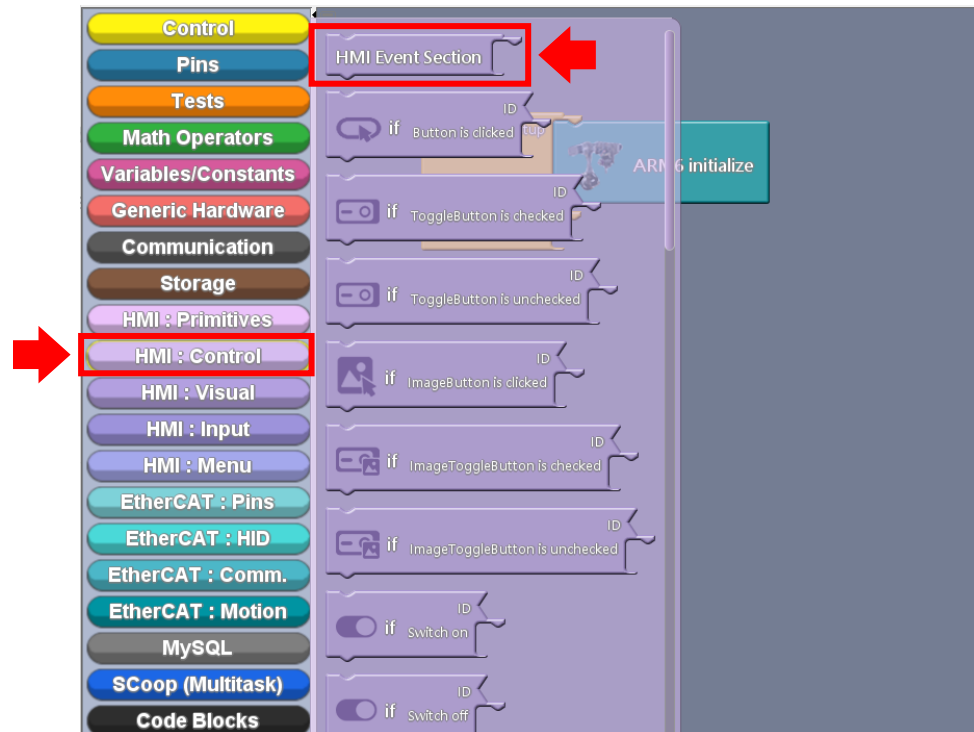 Control
Pins
Tests
Math Operators
Variables/Constants
Generic Hardware
Communication
Storage
HMI : Primitives
HMI : Control
HMI : Visual
HMI : Input
HMI : Menu
EtherCAT : Pins
EtherCAT : HID
EtherCAT : Comm.
EtherCAT : Motion
MySQL
SCoop (Multitask)
Code Blocks
HMI Event Section
ID
if Button is clicked
ID
if ToggleButton is checked
ID
if ToggleButton is unchecked
ID
if ImageButton is clicked
ID
if ImageToggleButton is checked
ID
if ImageToggleButton is unchecked
ID
if Switch on
ID
if Switch off
tup
ARM6 initialize